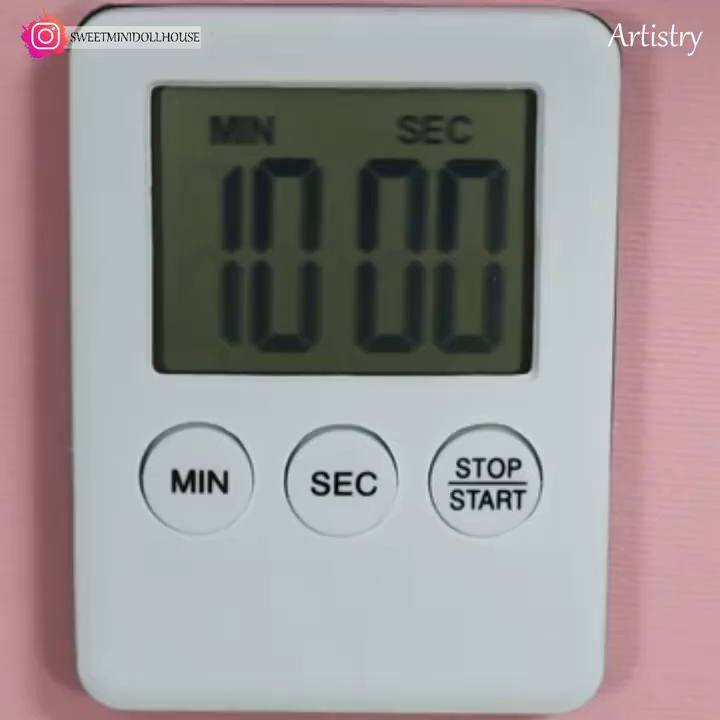 SWEETMINIDOLLHOUSE
Artistry
MIN SEC
10 00
MIN
SEC
STOP
START